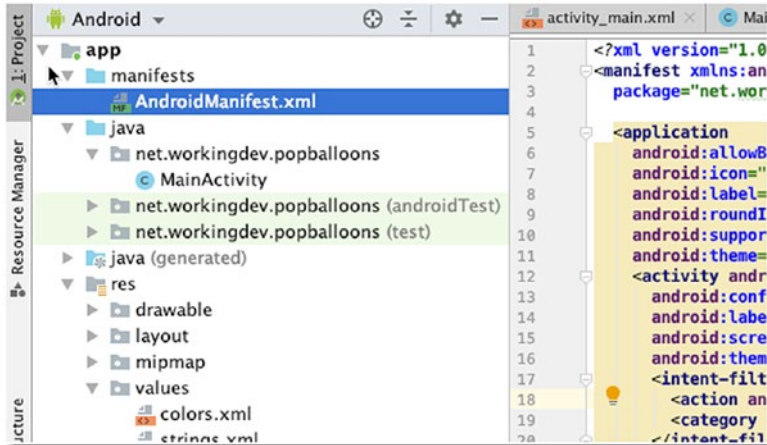 1: Project
Resource Manager
Android
app
manifests
MF AndroidManifest.xml
java
net.workingdev.popballoons
C MainActivity
net.workingdev.popballoons (androidTest)
net.workingdev.popballoons (test)
java (generated)
res
drawable
layout
mipmap
values
colors.xml
strings.xml
activity_main.xml
C Mai
1 <?xml version="1.0
2 <manifest xmlns:an
3 package="net.wor
4
5 <application
6 android:allowB
7 android:icon="
8 android:label=
9 android:roundI
10 android:suppor
11 android:theme=
12 <activity andr
13 android:conf
14 android:labe
15 android:scre
16 android:them
17 <intent-filt
18 <action an
19 <category
20 </intent-fil